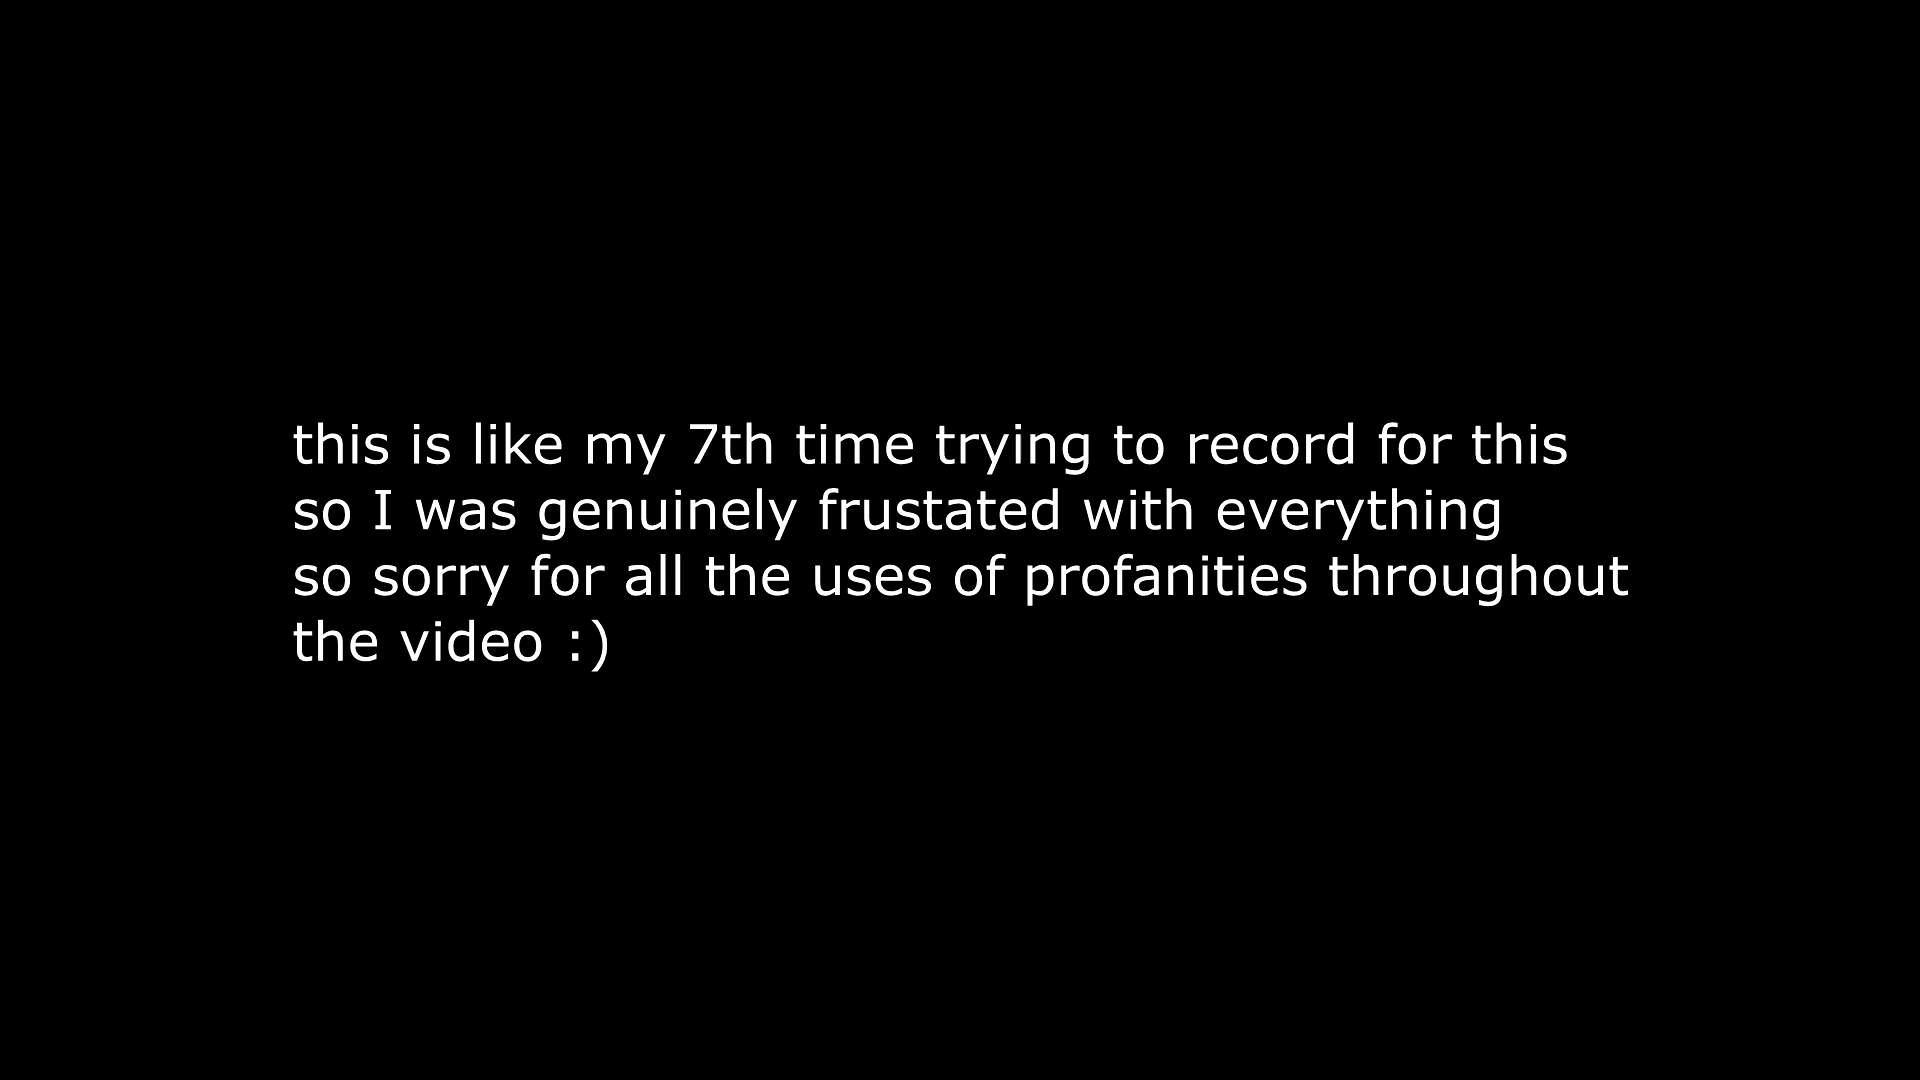 this is like my 7th time trying to record for this
so I was genuinely frustated with everything
so sorry for all the uses of profanities throughout
the video :)